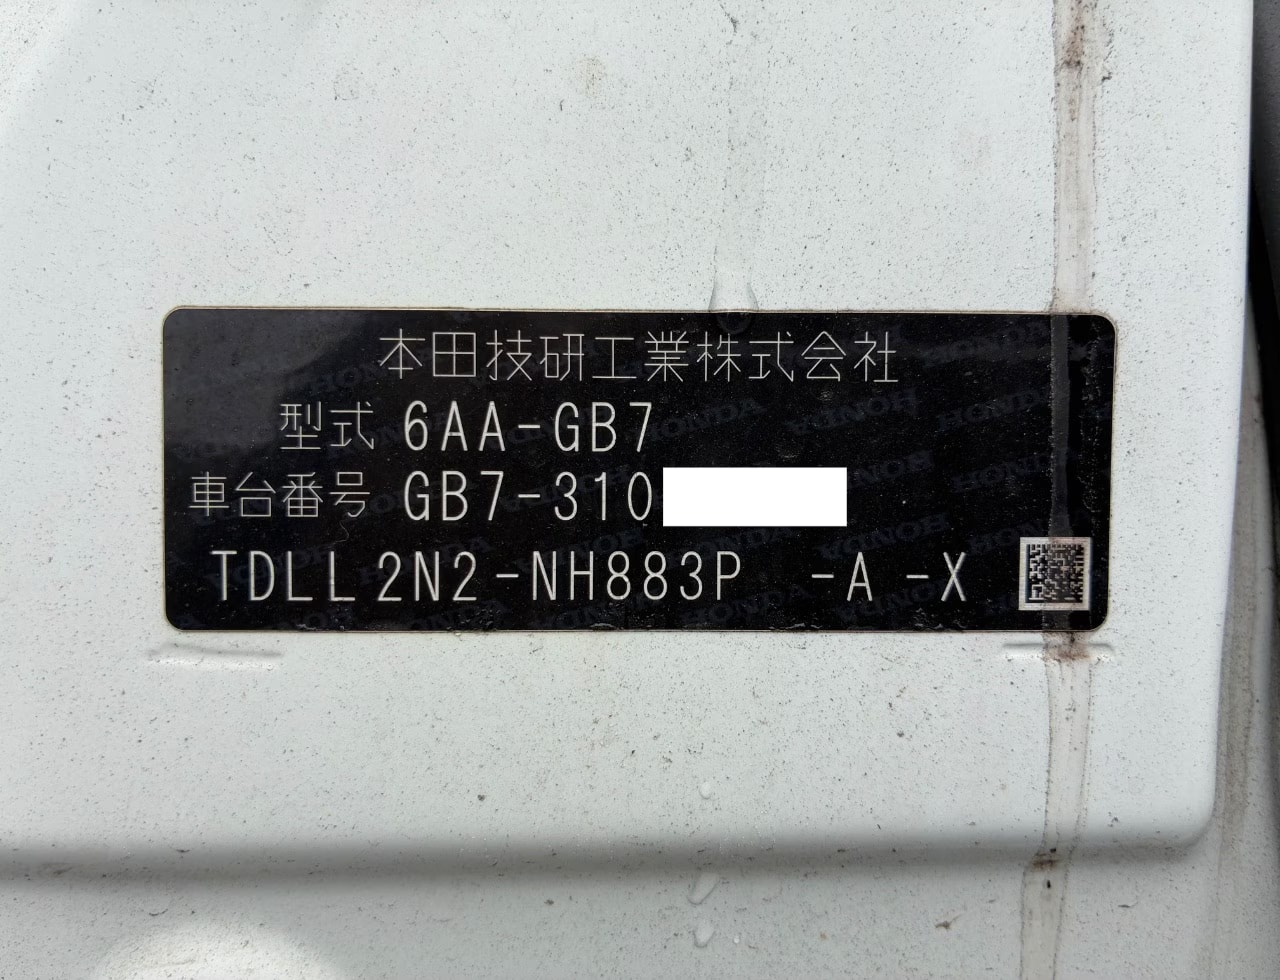 本田技研工業株式会社
型式 6AA-GB7
車台番号 GB7-310
TDLL2N2-NH883P -A -X